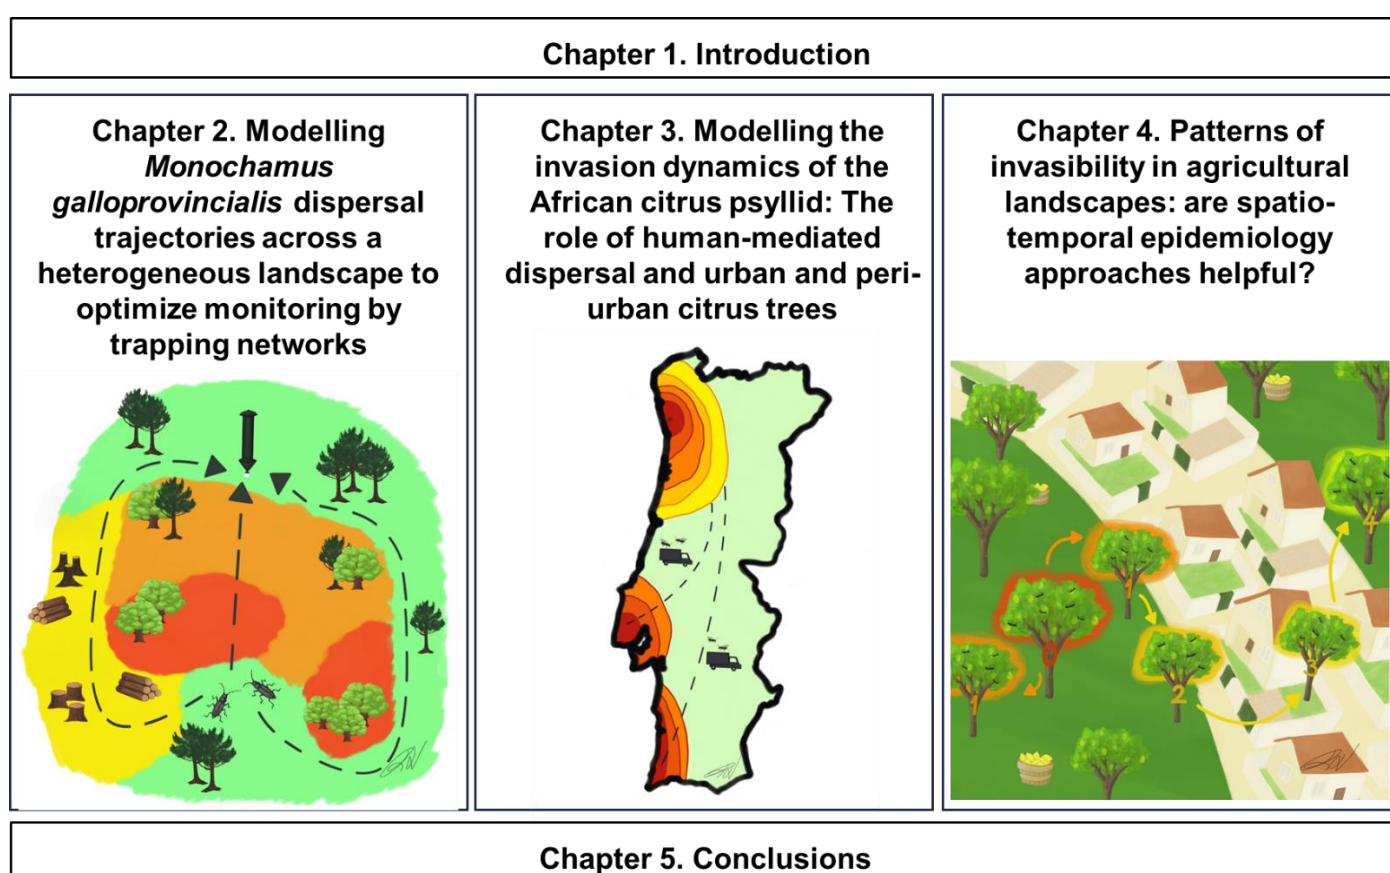 Chapter 1. Introduction
Chapter 2. Modelling
Monochamus
galloprovincialis dispersal
trajectories across a
heterogeneous landscape to
optimize monitoring by
trapping networks
Chapter 3. Modelling the
invasion dynamics of the
African citrus psyllid: The
role of human-mediated
dispersal and urban and peri-
urban citrus trees
Chapter 4. Patterns of
invasibility in agricultural
landscapes: are spatio-
temporal epidemiology
approaches helpful?
4
1
0
3
1
2
Chapter 5. Conclusions